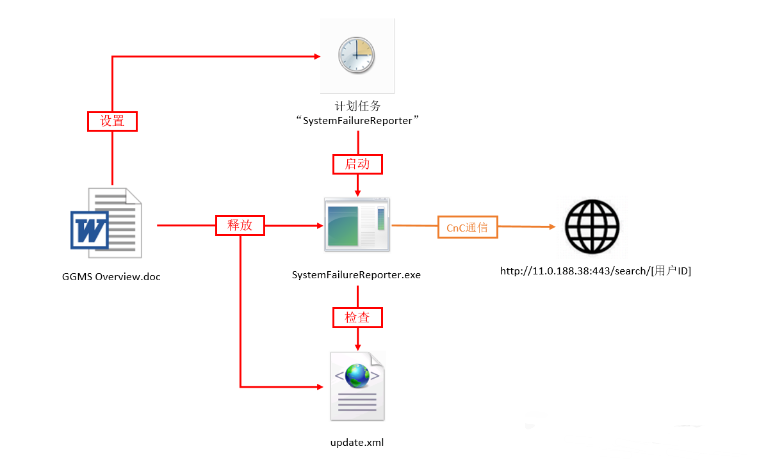 计划任务
“SystemFailureReporter”
设置
启动
W
释放
CnC通信
GGMS Overview.doc
SystemFailureReporter.exe
http://11.0.188.38:443/search/[用户ID]
检查
update.xml